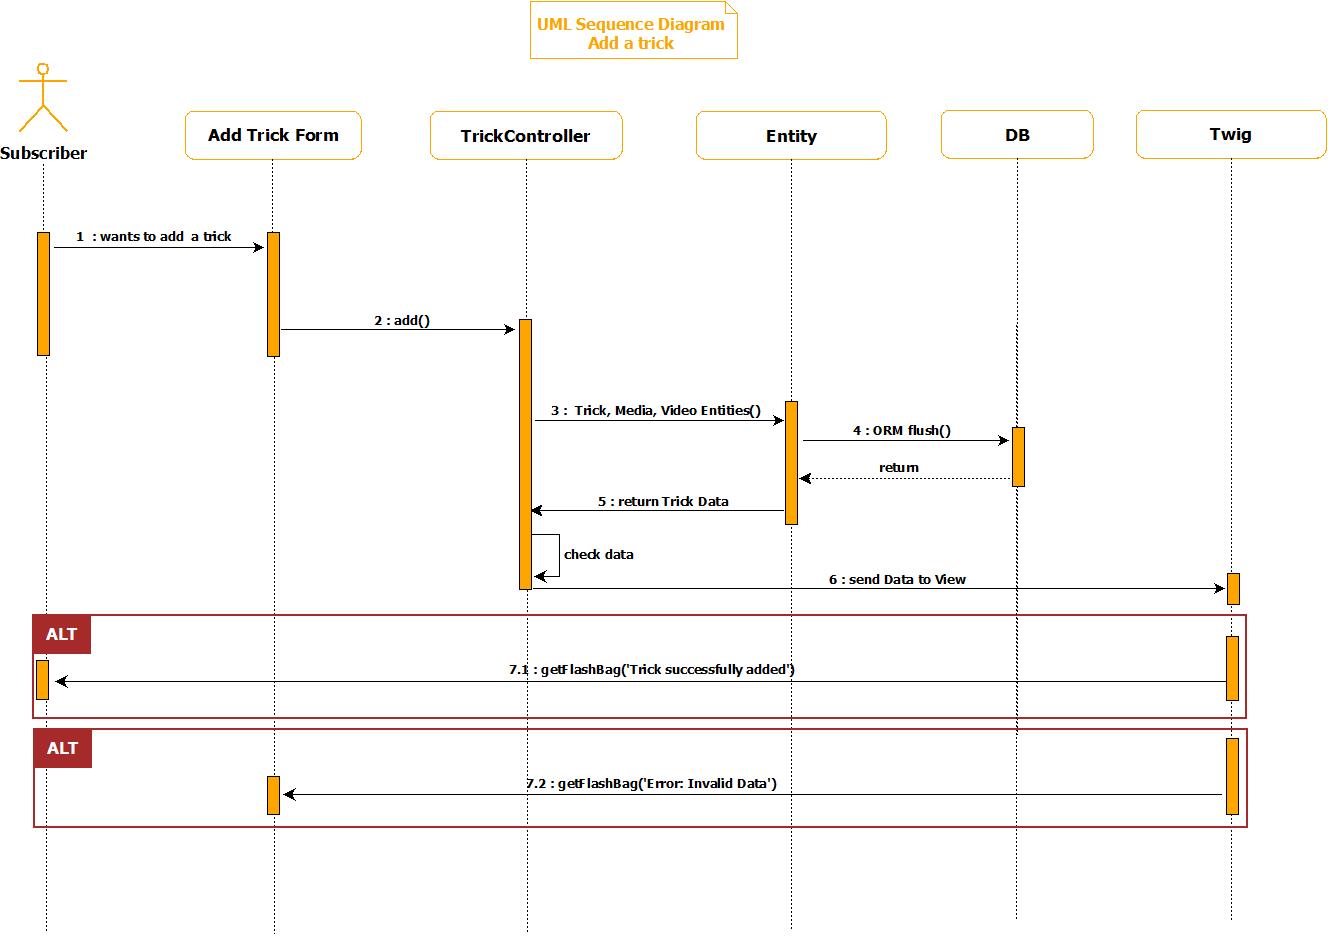 UML Sequence Diagram
Add a trick
Subscriber
Add Trick Form
TrickController
Entity
DB
Twig
1 : wants to add a trick
2 : add()
3 : Trick, Media, Video Entities()
4 : ORM flush()
return
5 : return Trick Data
check data
6 : send Data to View
ALT
7.1 : getFlashBag('Trick successfully added')
ALT
7.2 : getFlashBag('Error: Invalid Data')